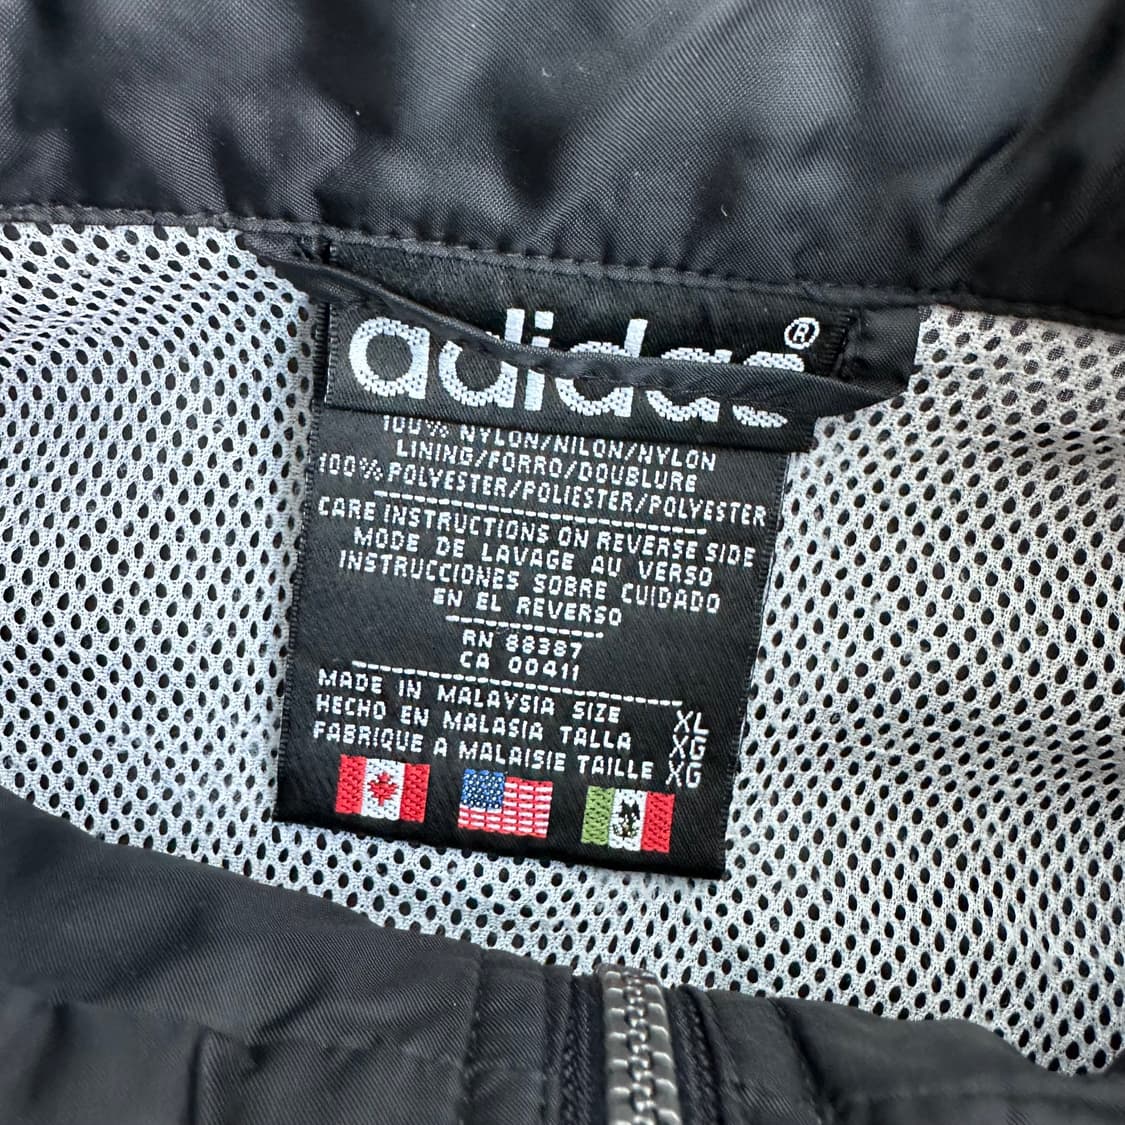 adidas®
100% NYLON/NILON/NYLON
LINING/FORRO/DOUBLURE
100% POLYESTER/POLIESTER/POLYESTER
CARE INSTRUCTIONS ON REVERSE SIDE
MODE DE LAVAGE AU VERSO
INSTRUCCIONES SOBRE CUIDADO
EN EL REVERSO
RN 88387
CA 00411
MADE IN MALAYSIA SIZE XL
HECHO EN MALASIA TALLA XG
FABRIQUE A MALAISIE TAILLE XG